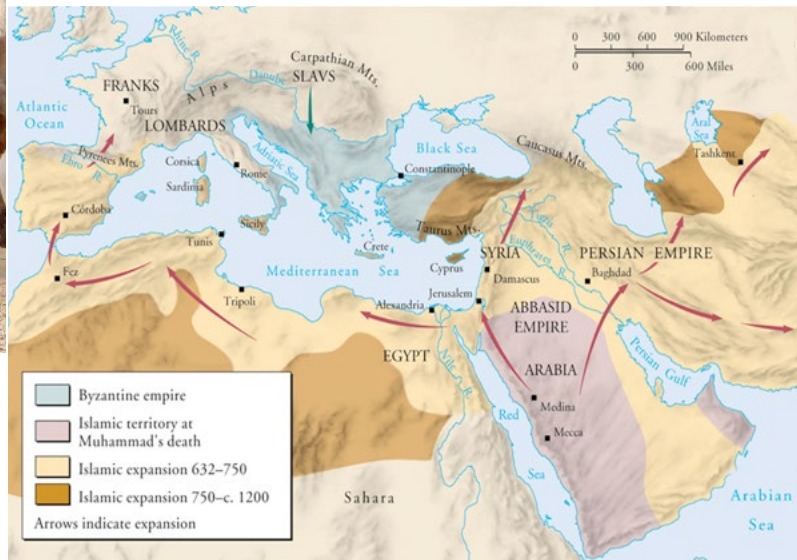 0 300 600 900 Kilometers
0 300 600 Miles
Carpathian Mts.
SLAVS
Rhine R.
Danube
FRANKS
Tours
Alps
Atlantic
Ocean
LOMBARDS
Aral
Sea
Tashkent
Black Sea
Caucasus Mts.
Pyrenees Mts.
Ebro R.
Corsica
Adriatic Sea
Rome
Constantinople
Sardinia
Córdoba
Sicily
Taurus Mts.
Tigris R.
Euphrates R.
SYRIA
PERSIAN EMPIRE
Tunis
Crete
Cyprus
Damascus
Baghdad
Fez
Mediterranean Sea
Tripoli
Alexandria
Jerusalem
ABBASID
EMPIRE
EGYPT
Nile R.
ARABIA
Persian Gulf
Medina
Red
Sea
Mecca
Sahara
Arabian
Sea
Byzantine empire
Islamic territory at
Muhammad's death
Islamic expansion 632–750
Islamic expansion 750–c. 1200
Arrows indicate expansion